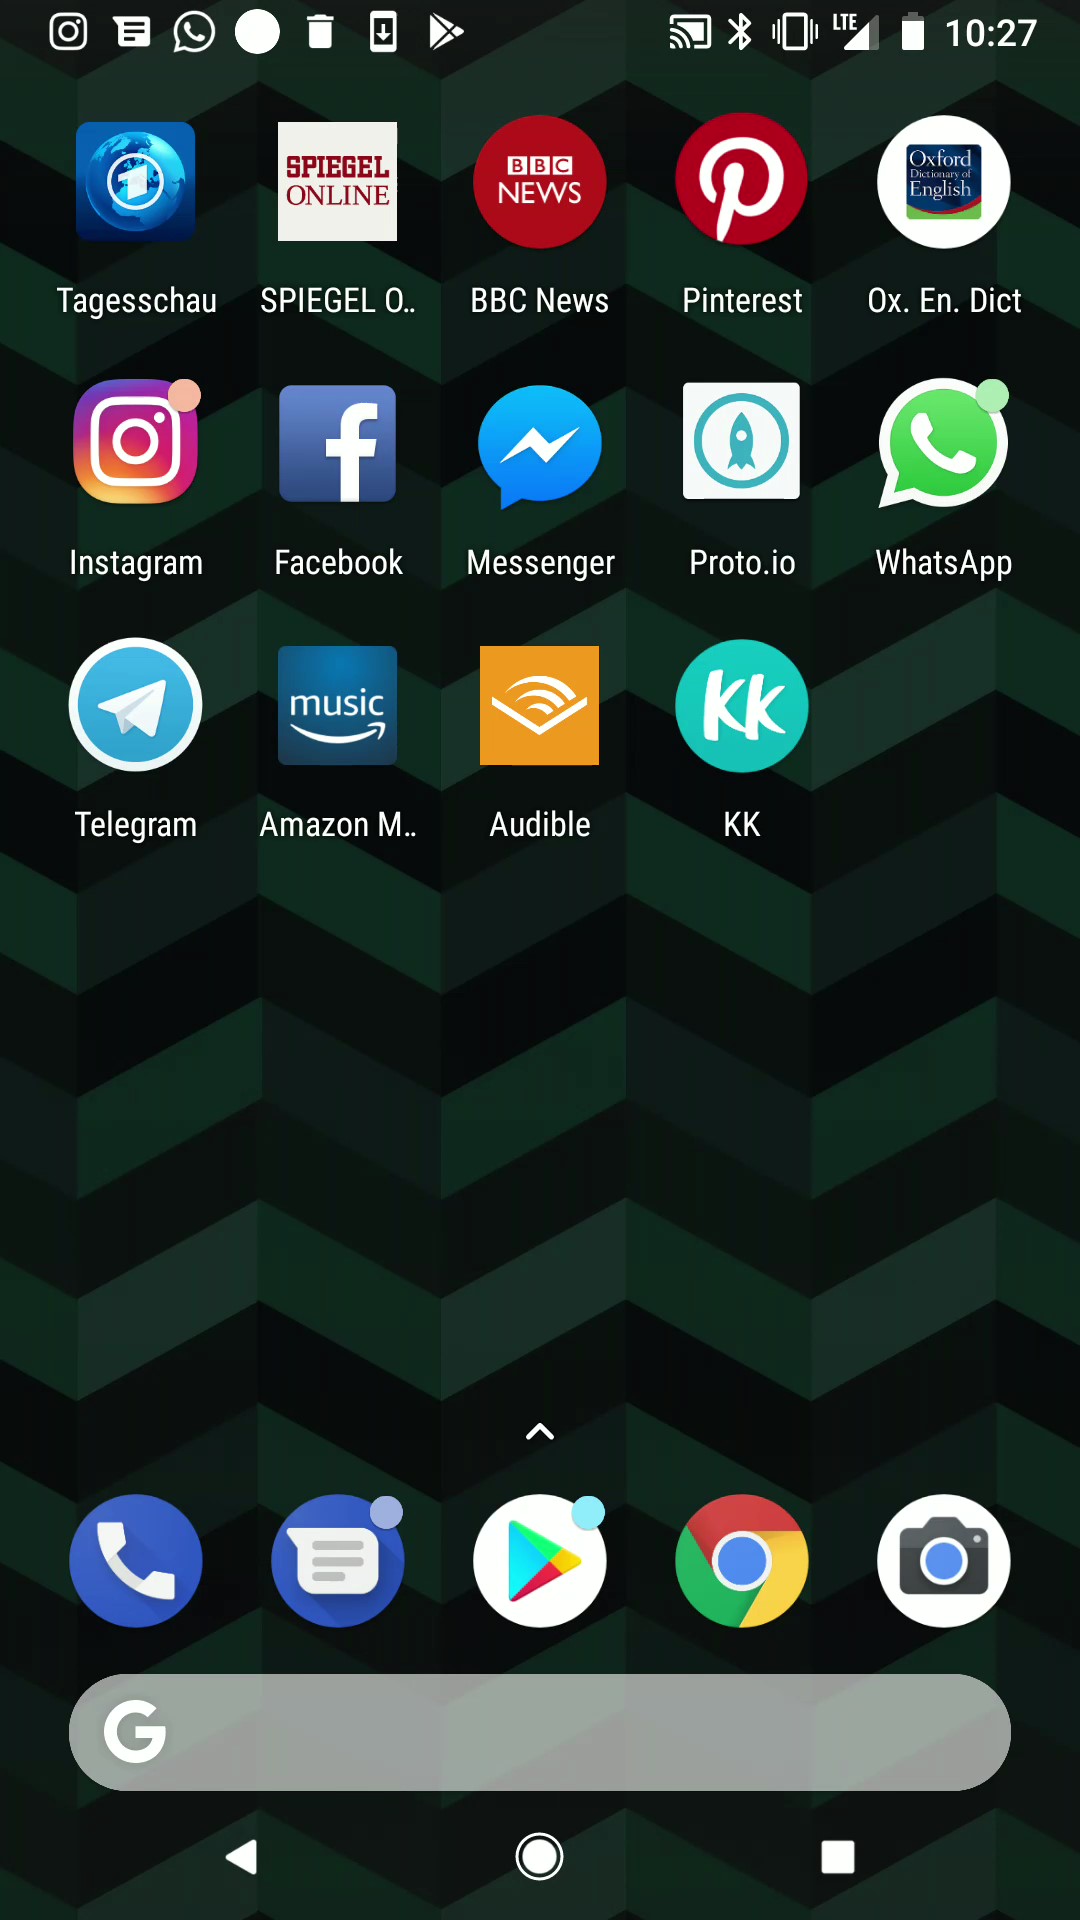 LTE 10:27
SPIEGEL
ONLINE
BBC
NEWS
Oxford
Dictionary of
English
Tagesschau SPIEGEL O.. BBC News Pinterest Ox. En. Dict
Instagram Facebook Messenger Proto.io WhatsApp
music
KK
Telegram Amazon M.. Audible KK
G